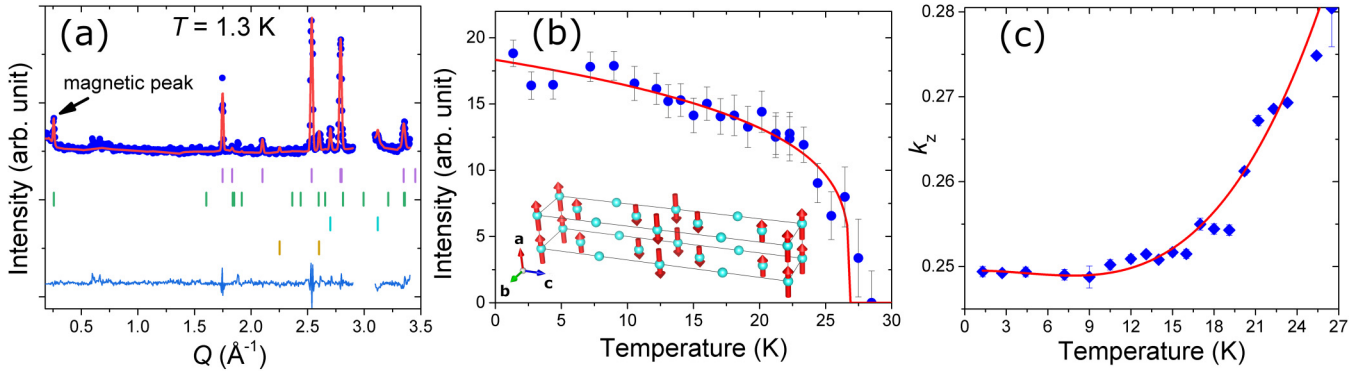 (a)
T = 1.3 K
magnetic peak
Intensity (arb. unit)
0.5
1.0
1.5
2.0
2.5
3.0
3.5
Q (Å⁻¹)
(b)
Intensity (arb. unit)
20
15
10
5
0
a
b
c
0
5
10
15
20
25
30
Temperature (K)
(c)
k_z
0.28
0.27
0.26
0.25
0
3
6
9
12
15
18
21
24
27
Temperature (K)